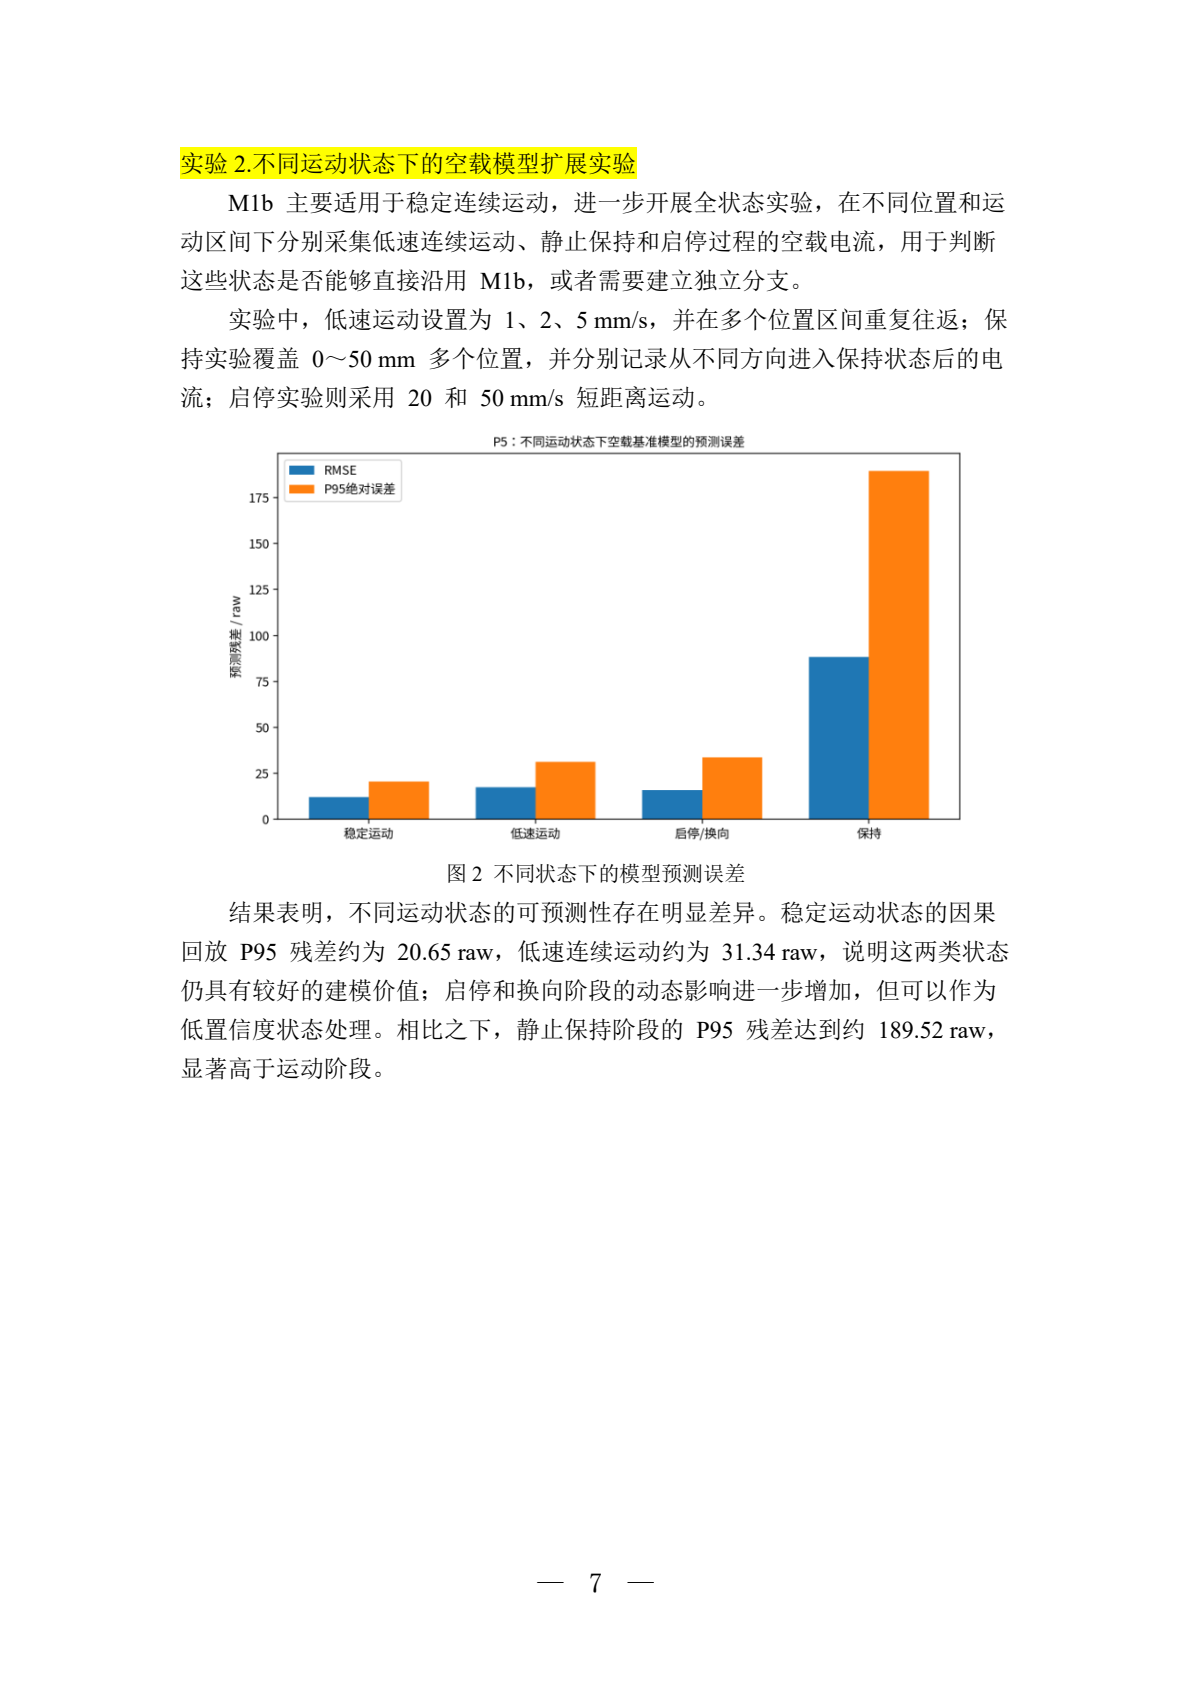 实验 2.不同运动状态下的空载模型扩展实验
M1b 主要适用于稳定连续运动，进一步开展全状态实验，在不同位置和运
动区间下分别采集低速连续运动、静止保持和启停过程的空载电流，用于判断
这些状态是否能够直接沿用 M1b，或者需要建立独立分支。
实验中，低速运动设置为 1、2、5 mm/s，并在多个位置区间重复往返；保
持实验覆盖 0～50 mm 多个位置，并分别记录从不同方向进入保持状态后的电
流；启停实验则采用 20 和 50 mm/s 短距离运动。
P5：不同运动状态下空载基准模型的预测误差
RMSE
P95绝对误差
175
150
125
100
75
50
25
0
预测残差 / raw
稳定运动 低速运动 启停/换向 保持
图 2 不同状态下的模型预测误差
结果表明，不同运动状态的可预测性存在明显差异。稳定运动状态的因果
回放 P95 残差约为 20.65 raw，低速连续运动约为 31.34 raw，说明这两类状态
仍具有较好的建模价值；启停和换向阶段的动态影响进一步增加，但可以作为
低置信度状态处理。相比之下，静止保持阶段的 P95 残差达到约 189.52 raw，
显著高于运动阶段。
— 7 —